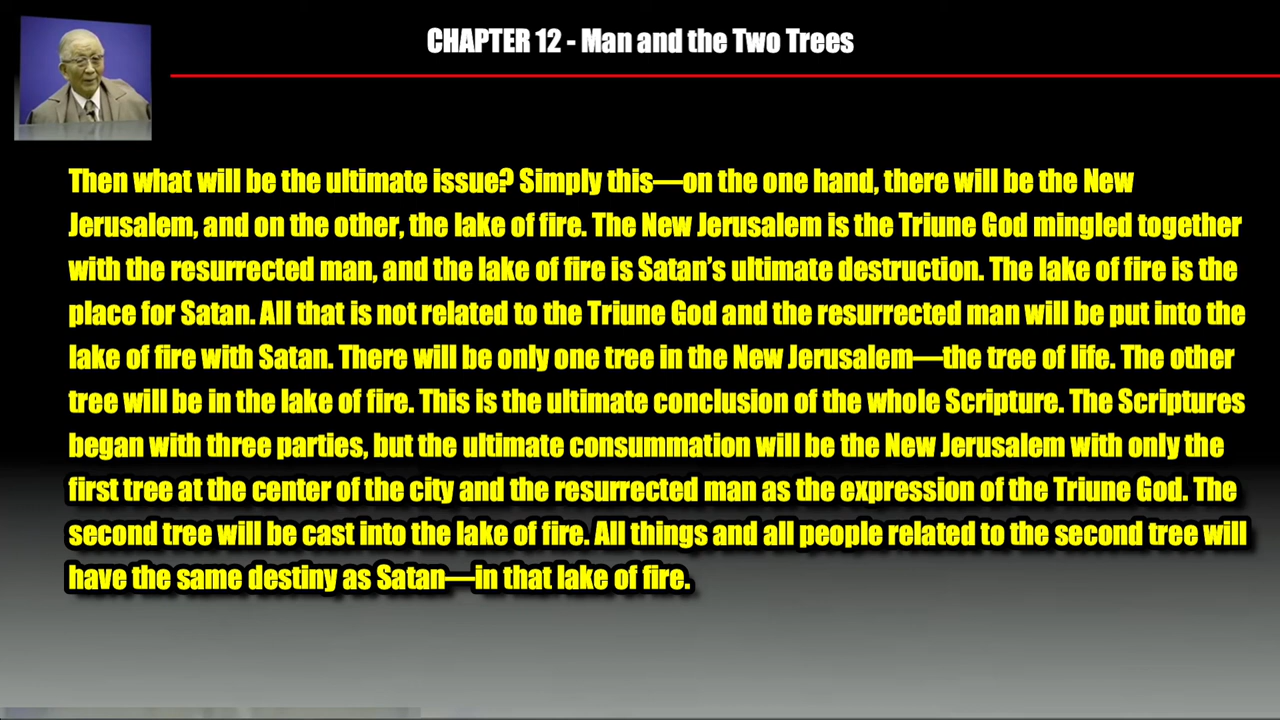 CHAPTER 12 - Man and the Two Trees
Then what will be the ultimate issue? Simply this—on the one hand, there will be the New
Jerusalem, and on the other, the lake of fire. The New Jerusalem is the Triune God mingled together
with the resurrected man, and the lake of fire is Satan’s ultimate destruction. The lake of fire is the
place for Satan. All that is not related to the Triune God and the resurrected man will be put into the
lake of fire with Satan. There will be only one tree in the New Jerusalem—the tree of life. The other
tree will be in the lake of fire. This is the ultimate conclusion of the whole Scripture. The Scriptures
began with three parties, but the ultimate consummation will be the New Jerusalem with only the
first tree at the center of the city and the resurrected man as the expression of the Triune God. The
second tree will be cast into the lake of fire. All things and all people related to the second tree will
have the same destiny as Satan—in that lake of fire.